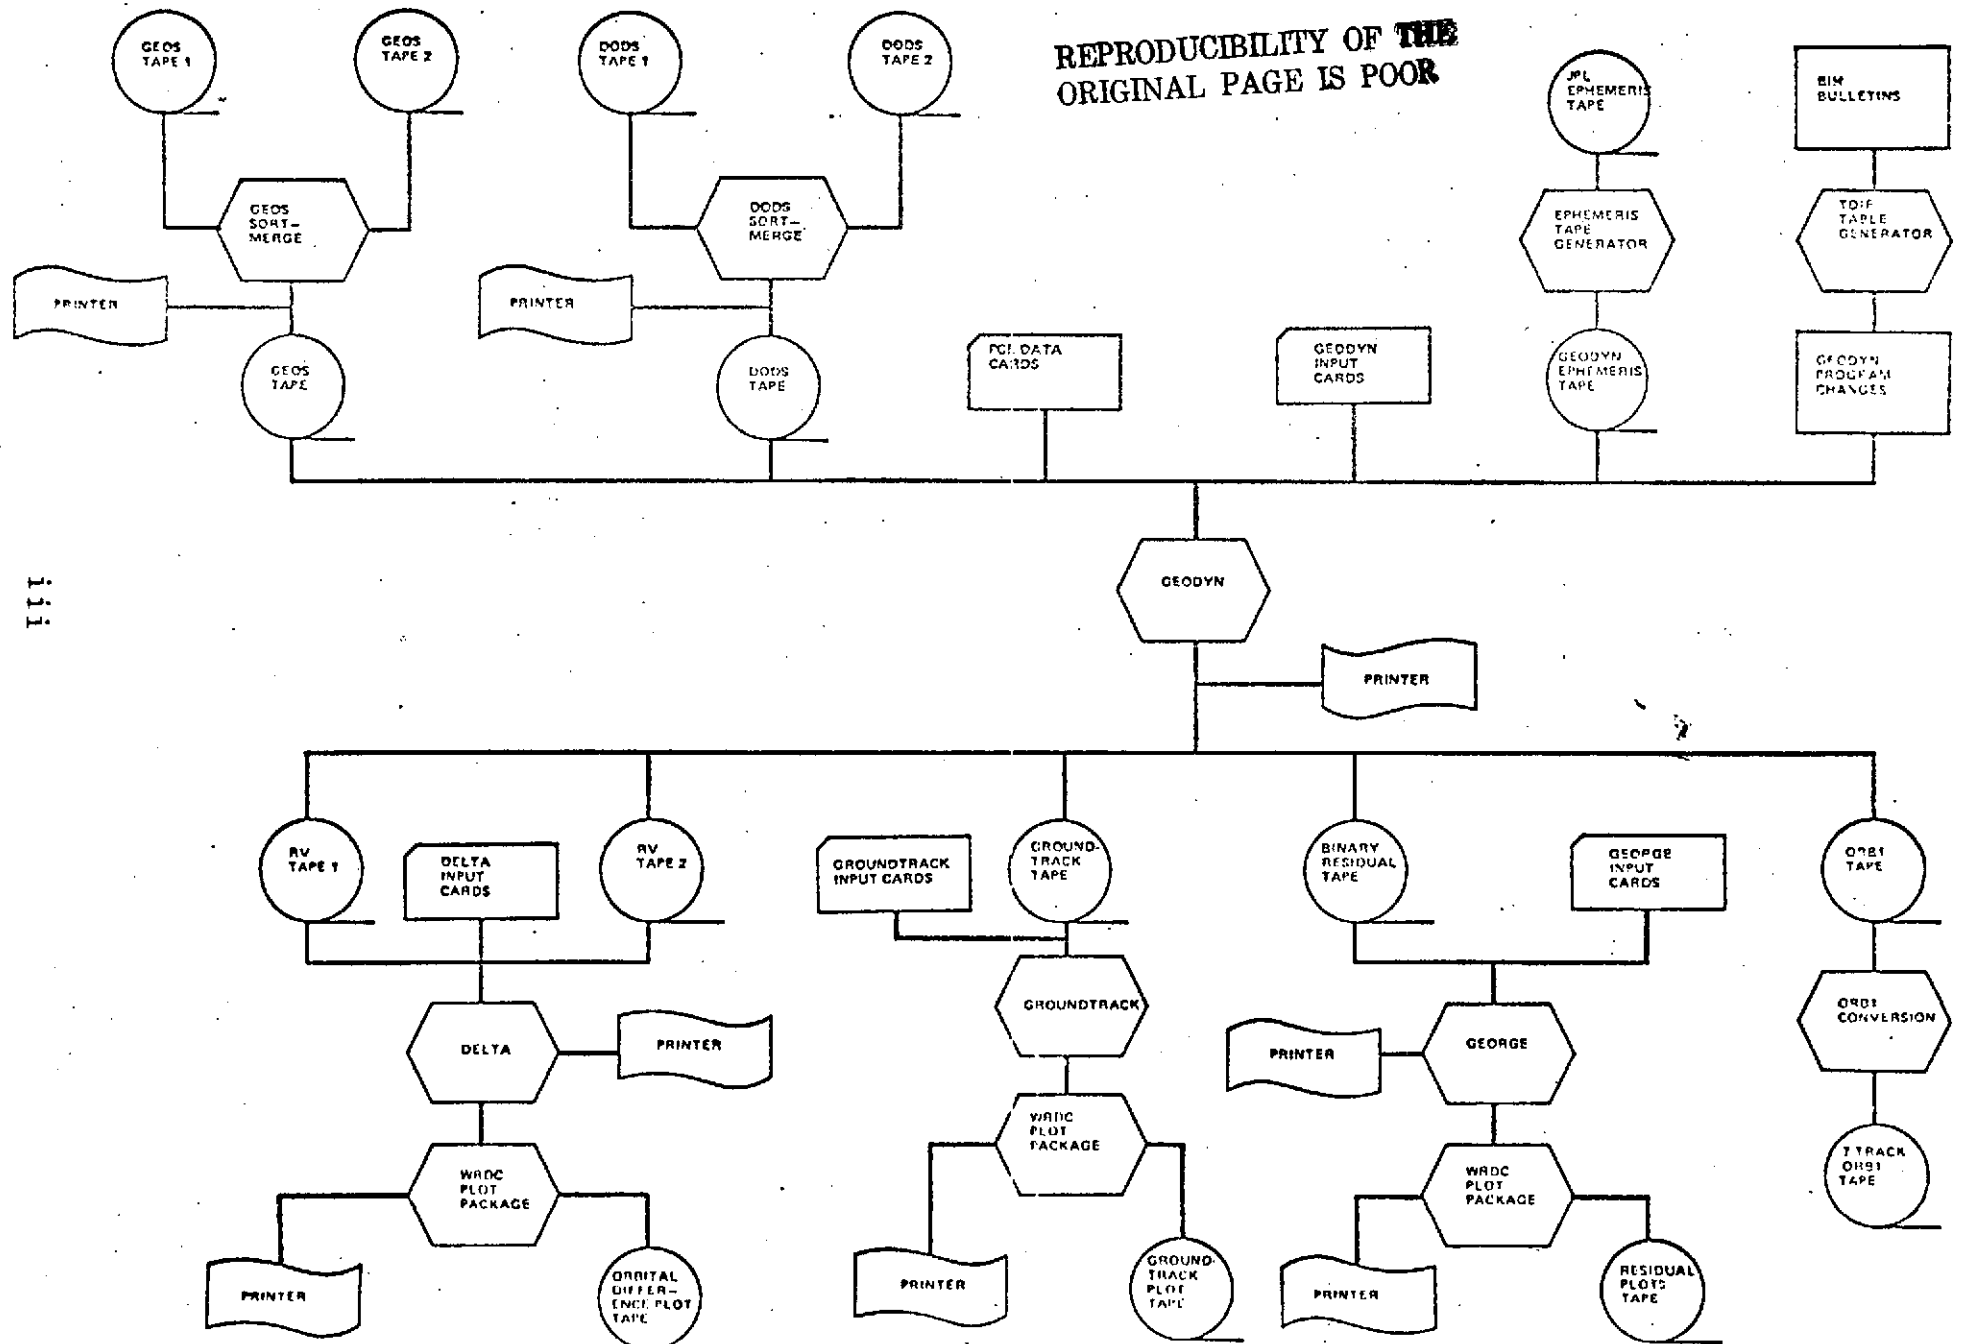 GEOS
TAPE 1
GEOS
TAPE 2
DODS
TAPE 1
DODS
TAPE 2
REPRODUCIBILITY OF THE
ORIGINAL PAGE IS POOR
JPL
EPHEMERIS
TAPE
BIH
BULLETINS
GEOS
SORT-
MERGE
DODS
SORT-
MERGE
EPHEMERIS
TAPE
GENERATOR
TDIF
TABLE
GENERATOR
PRINTER
PRINTER
GEOS
TAPE
DODS
TAPE
DATA
CARDS
GEODYN
INPUT
CARDS
GEODYN
EPHEMERIS
TAPE
GEODYN
PROGRAM
CHANGES
iii
GEODYN
PRINTER
RV
TAPE 1
DELTA
INPUT
CARDS
RV
TAPE 2
GROUNDTRACK
INPUT CARDS
GROUND-
TRACK
TAPE
BINARY
RESIDUAL
TAPE
GEORGE
INPUT
CARDS
ORB1
TAPE
DELTA
PRINTER
GROUNDTRACK
PRINTER
GEORGE
ORB1
CONVERSION
WRDC
PLOT
PACKAGE
WRDC
PLOT
PACKAGE
WRDC
PLOT
PACKAGE
7 TRACK
ORB1
TAPE
PRINTER
ORBITAL
DIFFER-
ENCE PLOT
TAPE
PRINTER
GROUND-
TRACK
PLOT
TAPE
PRINTER
RESIDUAL
PLOTS
TAPE